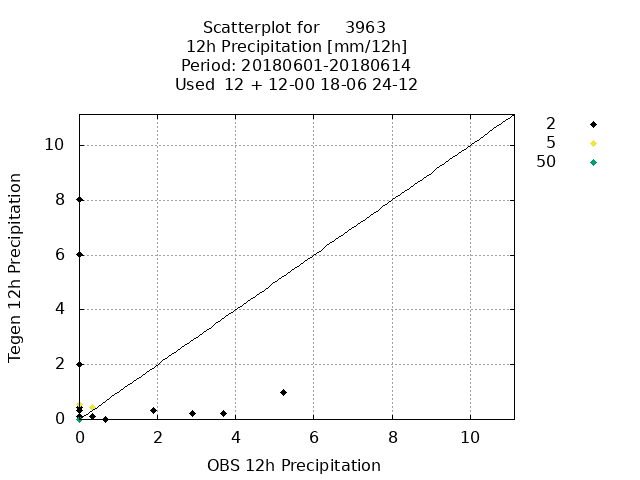 Scatterplot for 3963
12h Precipitation [mm/12h]
Period: 20180601-20180614
Used 12 + 12-00 18-06 24-12
2
5
50
Tegen 12h Precipitation
10
8
6
4
2
0
0 2 4 6 8 10
OBS 12h Precipitation